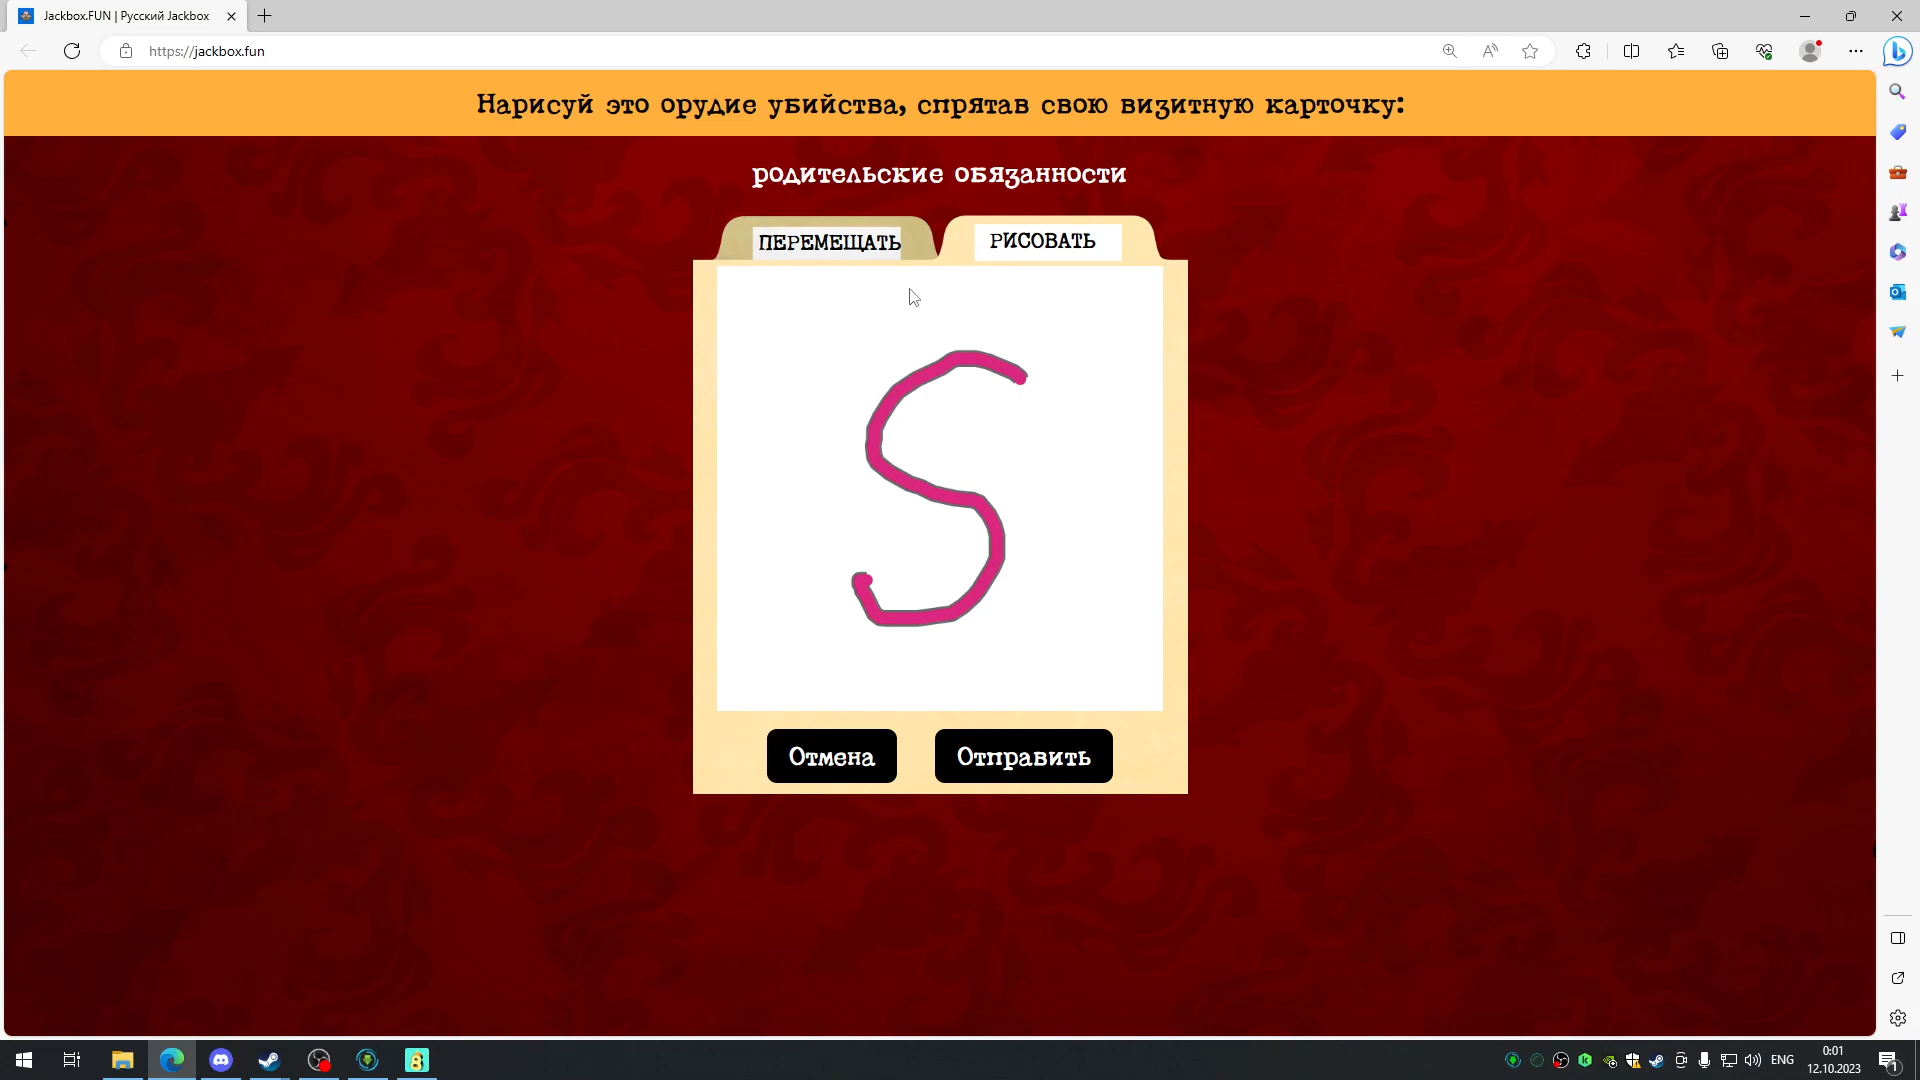 Jackbox.FUN | Русский Jackbox
https://jackbox.fun
Нарисуй это орудие убийства, спрятав свою визитную карточку:
родительские обязанности
ПЕРЕМЕЩАТЬ
РИСОВАТЬ
S
Отмена
Отправить
ENG
0:01
12.10.2023
1